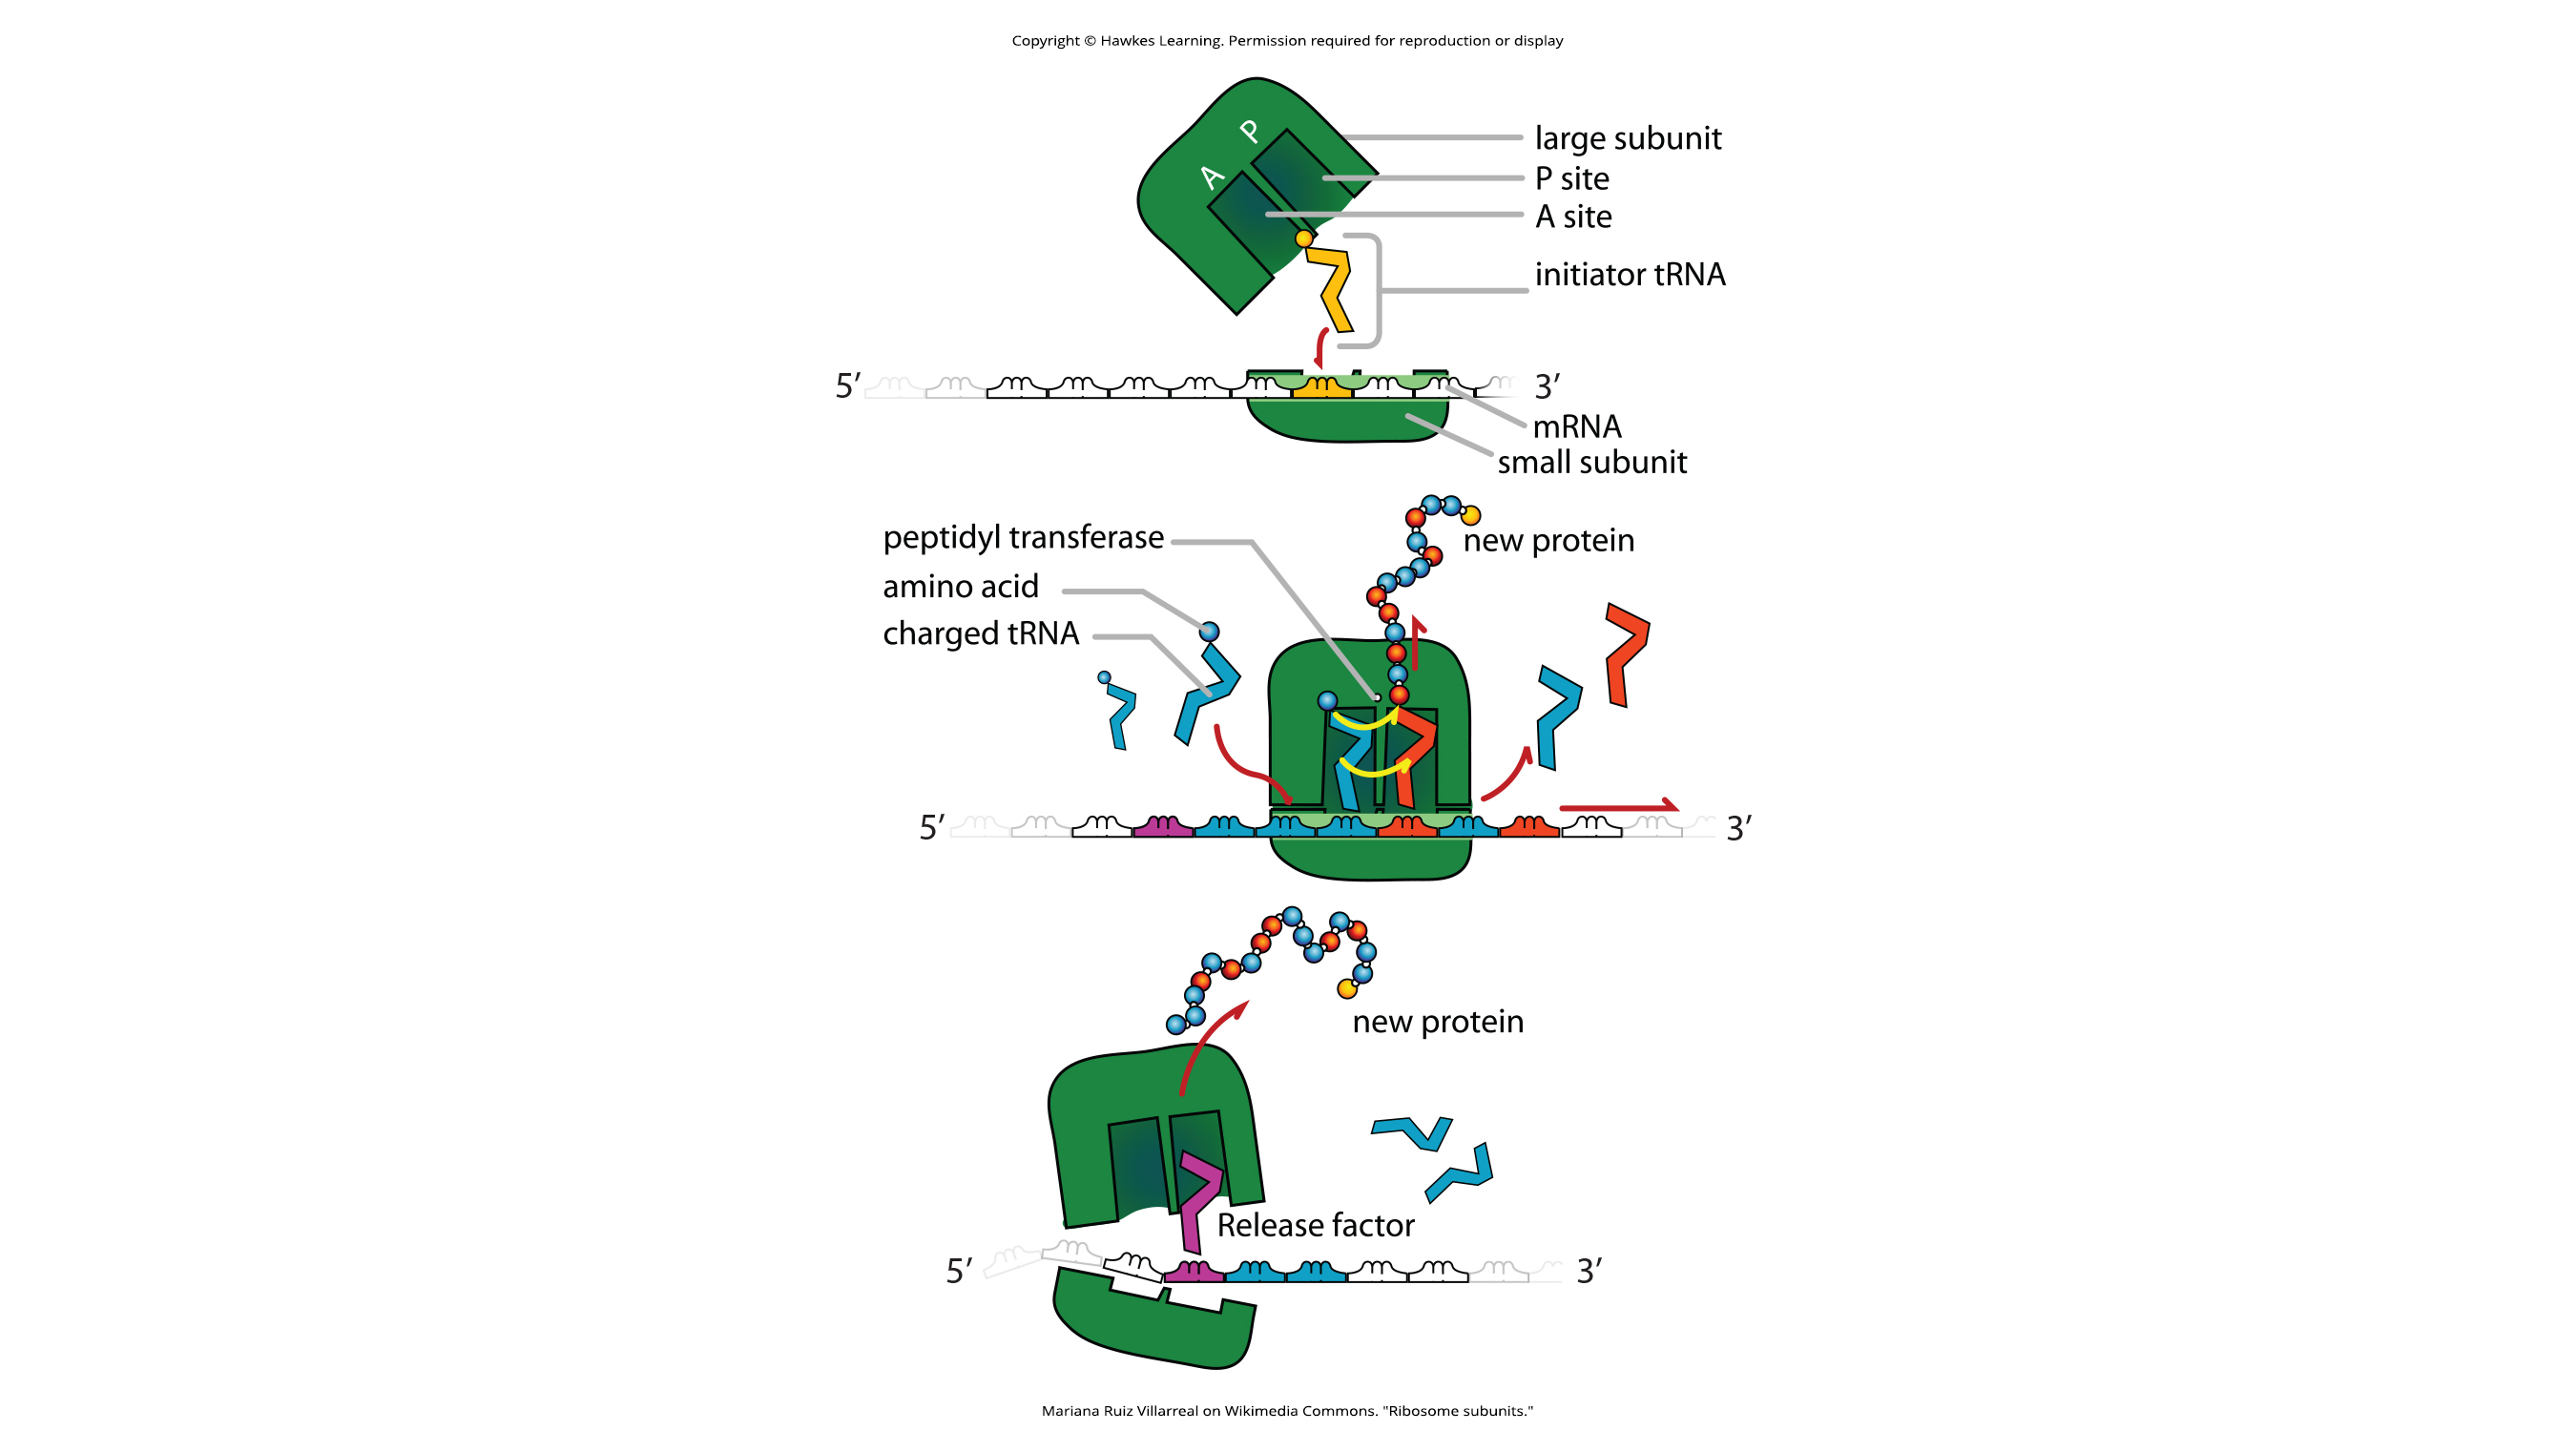 Copyright © Hawkes Learning. Permission required for reproduction or display
P
A
large subunit
P site
A site
initiator tRNA
5’
3’
mRNA
small subunit
peptidyl transferase
new protein
amino acid
charged tRNA
5’
3’
new protein
Release factor
5’
3’
Mariana Ruiz Villarreal on Wikimedia Commons. "Ribosome subunits."